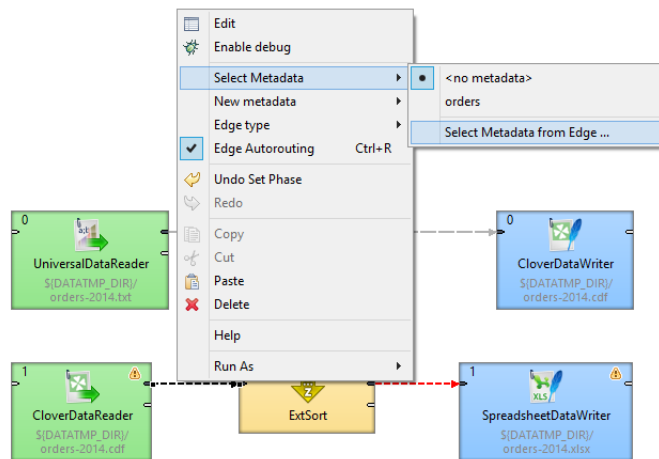 Edit
Enable debug
Select Metadata
New metadata
Edge type
Edge Autorouting Ctrl+R
Undo Set Phase
Redo
Copy
Cut
Paste
Delete
Help
Run As
<no metadata>
orders
Select Metadata from Edge ...
0
UniversalDataReader
${DATATMP_DIR}/
orders-2014.txt
0
CloverDataWriter
${DATATMP_DIR}/
orders-2014.cdf
1
CloverDataReader
${DATATMP_DIR}/
orders-2014.cdf
Z
ExtSort
1
XLS
SpreadsheetDataWriter
${DATATMP_DIR}/
orders-2014.xlsx